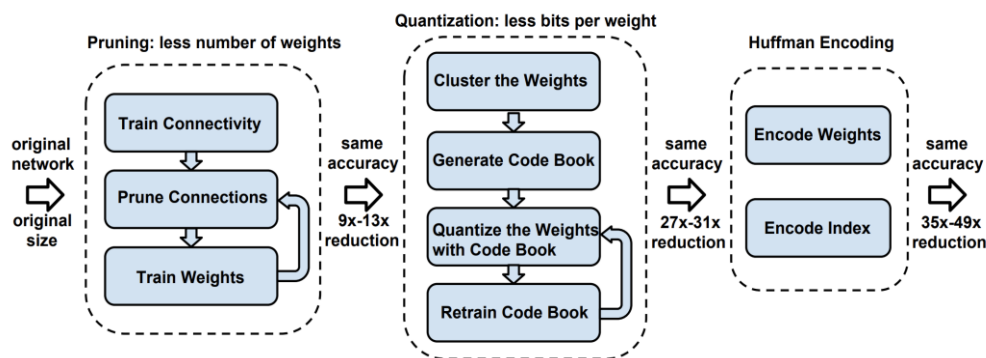 Quantization: less bits per weight
Pruning: less number of weights
Huffman Encoding
original
network
original
size
Train Connectivity
Prune Connections
Train Weights
same
accuracy
9x-13x
reduction
Cluster the Weights
Generate Code Book
Quantize the Weights
with Code Book
Retrain Code Book
same
accuracy
27x-31x
reduction
Encode Weights
Encode Index
same
accuracy
35x-49x
reduction